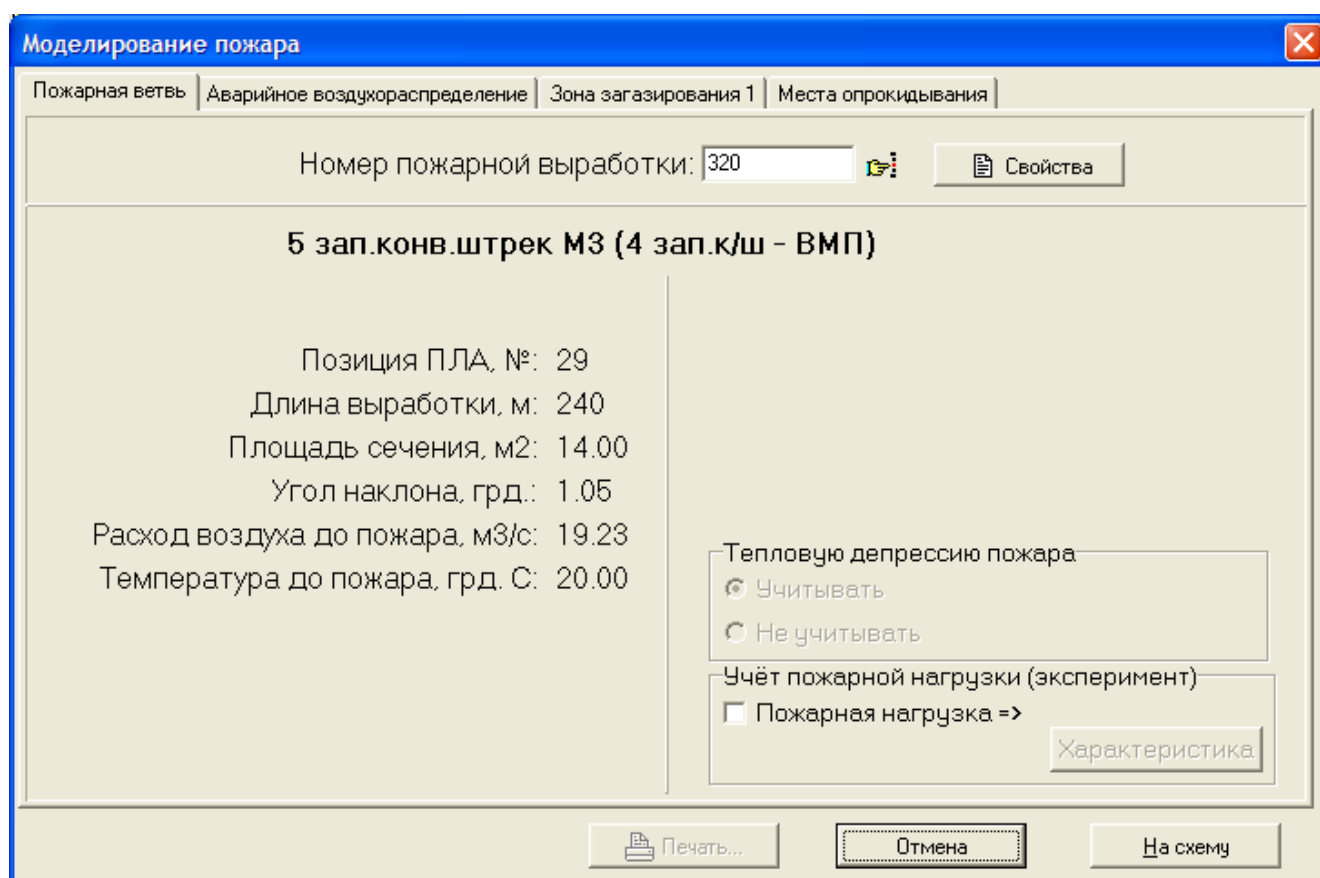 Моделирование пожара
Пожарная ветвь Аварийное воздухораспределение Зона загазирования 1 Места опрокидывания
Номер пожарной выработки: 320 Свойства
5 зап.конв.штрек М3 (4 зап.к/ш - ВМП)
Позиция ПЛА, №: 29
Длина выработки, м: 240
Площадь сечения, м2: 14.00
Угол наклона, грд.: 1.05
Расход воздуха до пожара, м3/с: 19.23
Температура до пожара, грд. С: 20.00
Тепловую депрессию пожара
Учитывать
Не учитывать
Учёт пожарной нагрузки (эксперимент)
Пожарная нагрузка =>
Характеристика
Печать... Отмена На схему